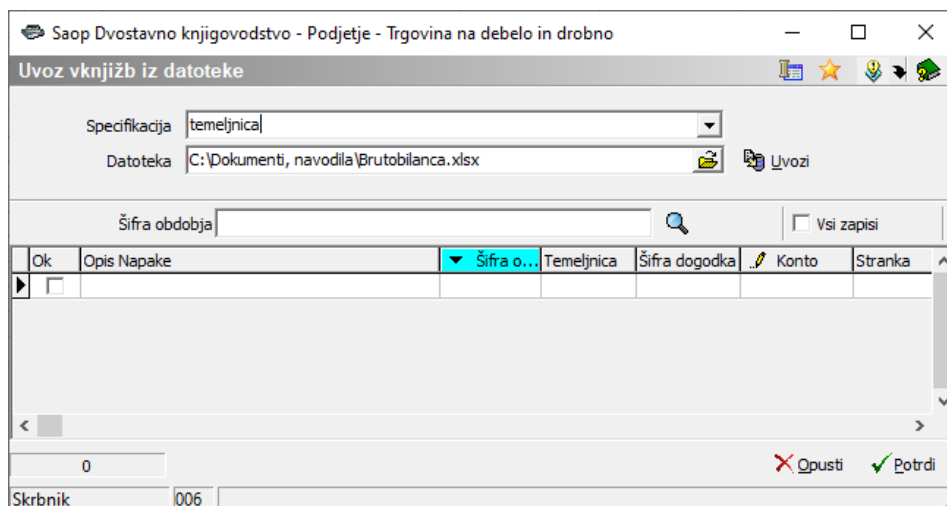 Saop Dvostavno knjigovodstvo - Podjetje - Trgovina na debelo in drobno
Uvoz vknjižb iz datoteke
Specifikacija temeljnica
Datoteka C:\Dokumenti, navodila\Brutobilanca.xlsx Uvozi
Šifra obdobja Vsi zapisi
Ok Opis Napake Šifra o... Temeljnica Šifra dogodka Konto Stranka
0 Opusti Potrdi
Skrbnik 006